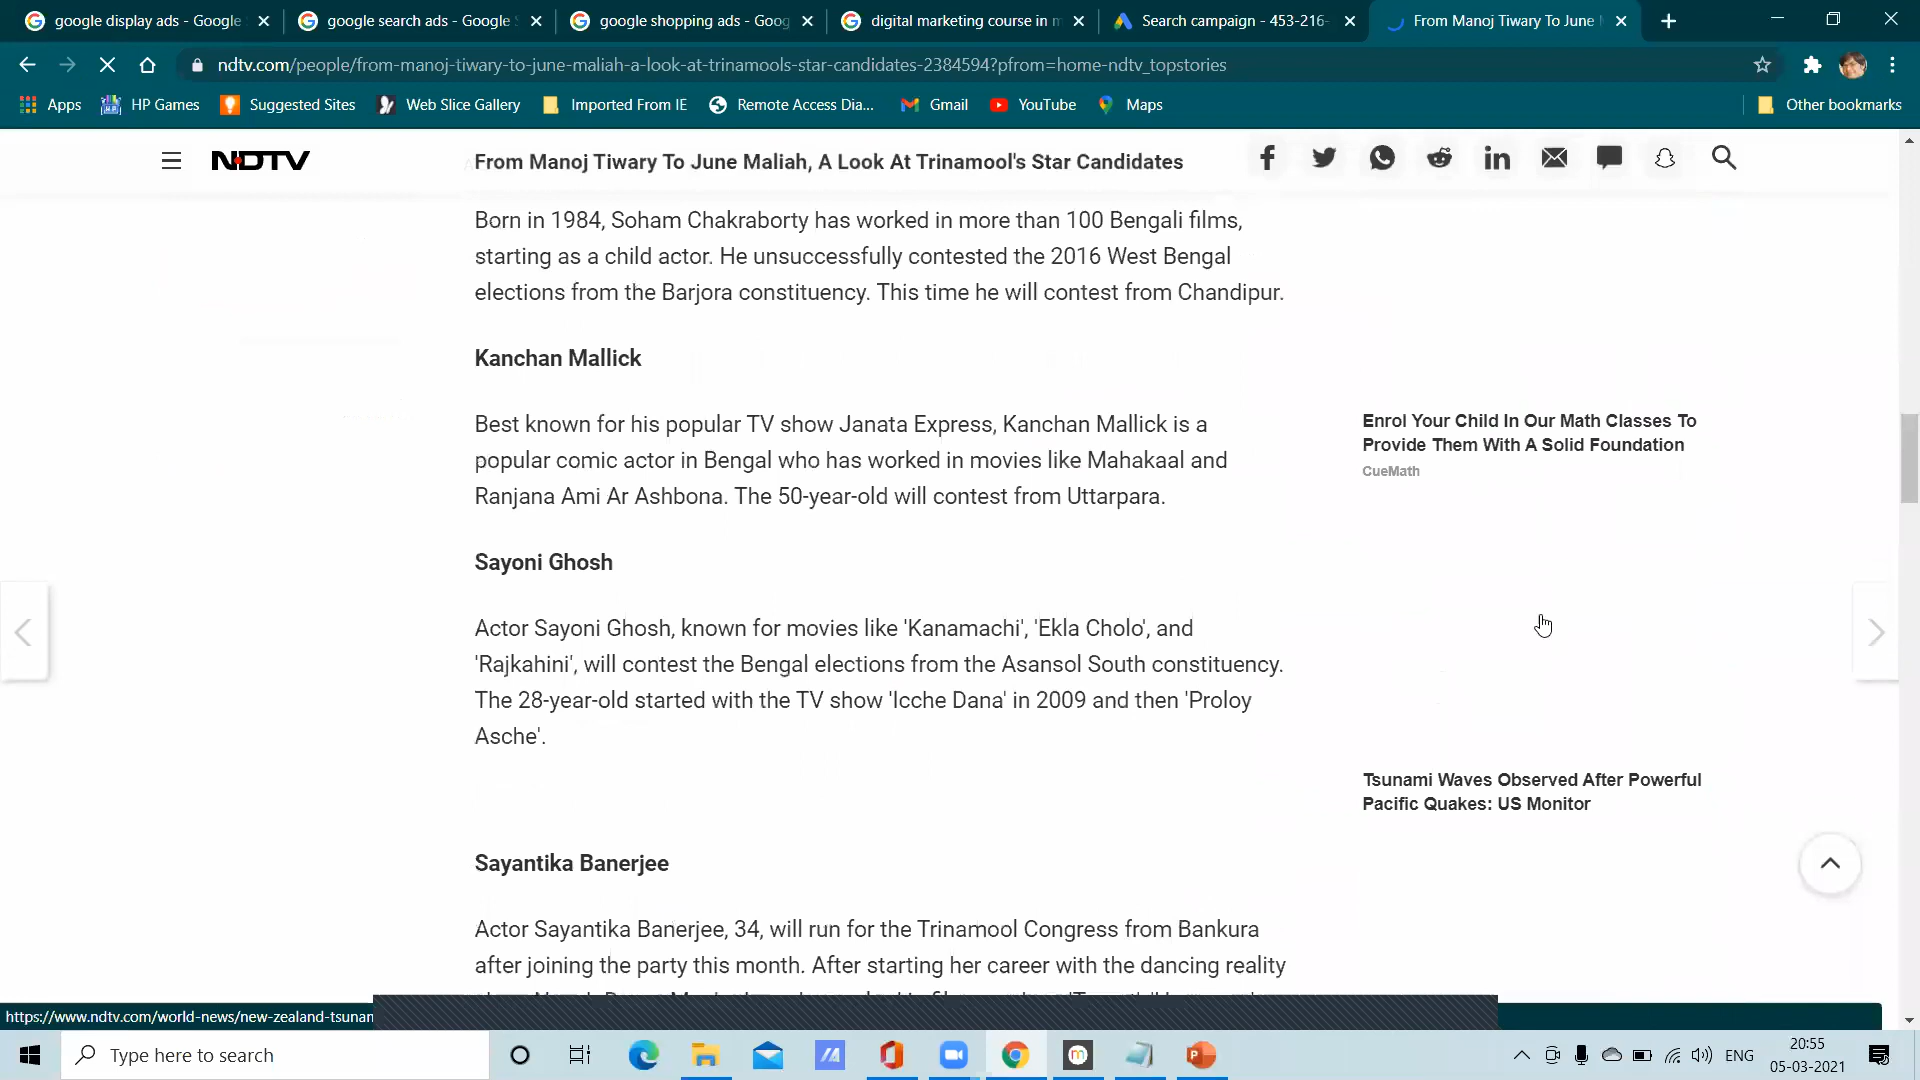 google display ads - Google
google search ads - Google S
google shopping ads - Goog
digital marketing course in m
Search campaign - 453-216-
From Manoj Tiwary To June
ndtv.com/people/from-manoj-tiwary-to-june-maliah-a-look-at-trinamools-star-candidates-2384594?pfrom=home-ndtv_topstories
Apps HP Games Suggested Sites Web Slice Gallery Imported From IE Remote Access Dia... Gmail YouTube Maps Other bookmarks
NDTV
From Manoj Tiwary To June Maliah, A Look At Trinamool's Star Candidates
Born in 1984, Soham Chakraborty has worked in more than 100 Bengali films,
starting as a child actor. He unsuccessfully contested the 2016 West Bengal
elections from the Barjora constituency. This time he will contest from Chandipur.
Kanchan Mallick
Best known for his popular TV show Janata Express, Kanchan Mallick is a
popular comic actor in Bengal who has worked in movies like Mahakaal and
Ranjana Ami Ar Ashbona. The 50-year-old will contest from Uttarpara.
Enrol Your Child In Our Math Classes To
Provide Them With A Solid Foundation
CueMath
Sayoni Ghosh
Actor Sayoni Ghosh, known for movies like 'Kanamachi', 'Ekla Cholo', and
'Rajkahini', will contest the Bengal elections from the Asansol South constituency.
The 28-year-old started with the TV show 'Icche Dana' in 2009 and then 'Proloy
Asche'.
Tsunami Waves Observed After Powerful
Pacific Quakes: US Monitor
Sayantika Banerjee
Actor Sayantika Banerjee, 34, will run for the Trinamool Congress from Bankura
after joining the party this month. After starting her career with the dancing reality
https://www.ndtv.com/world-news/new-zealand-tsunan
Type here to search
ENG
20:55
05-03-2021